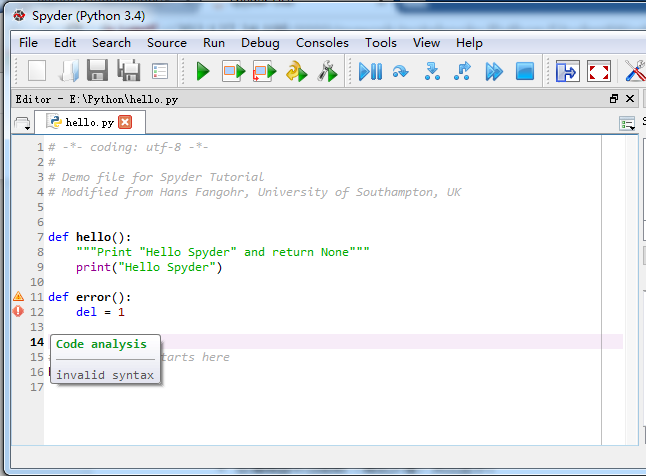 Spyder (Python 3.4)
File Edit Search Source Run Debug Consoles Tools View Help
Editor - E:\Python\hello.py
hello.py
1 # -*- coding: utf-8 -*-
2 #
3 # Demo file for Spyder Tutorial
4 # Modified from Hans Fangohr, University of Southampton, UK
5
6
7 def hello():
8 """Print "Hello Spyder" and return None"""
9 print("Hello Spyder")
10
11 def error():
12 del = 1
13
14
Code analysis
15 # tarts here
invalid syntax
16
17